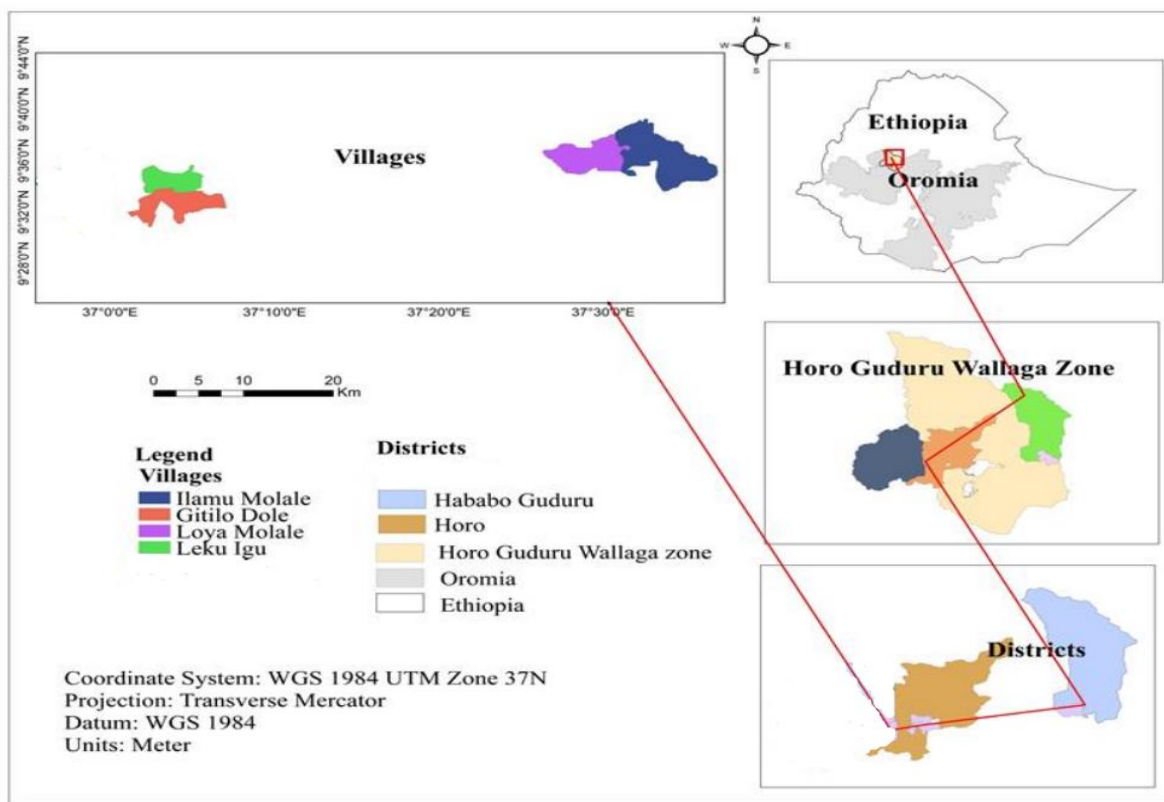 N
W E
S
9°44'0"N
9°40'0"N
9°36'0"N
9°32'0"N
9°28'0"N
Villages
37°0'0"E 37°10'0"E 37°20'0"E 37°30'0"E
Ethiopia
Oromia
0 5 10 20
Km
Horo Guduru Wallaga Zone
Legend
Villages
Ilamu Molale
Gitilo Dole
Loya Molale
Leku Igu
Districts
Hababo Guduru
Horo
Horo Guduru Wallaga zone
Oromia
Ethiopia
Districts
Coordinate System: WGS 1984 UTM Zone 37N
Projection: Transverse Mercator
Datum: WGS 1984
Units: Meter